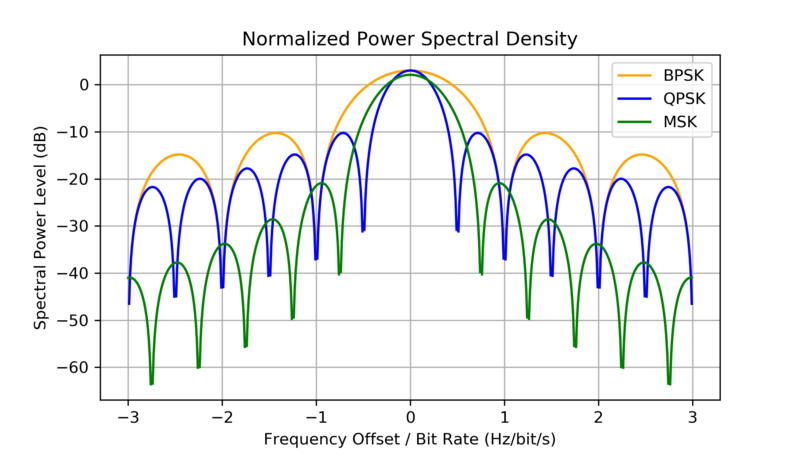 Normalized Power Spectral Density
BPSK
QPSK
MSK
Spectral Power Level (dB)
0
−10
−20
−30
−40
−50
−60
−3 −2 −1 0 1 2 3
Frequency Offset / Bit Rate (Hz/bit/s)